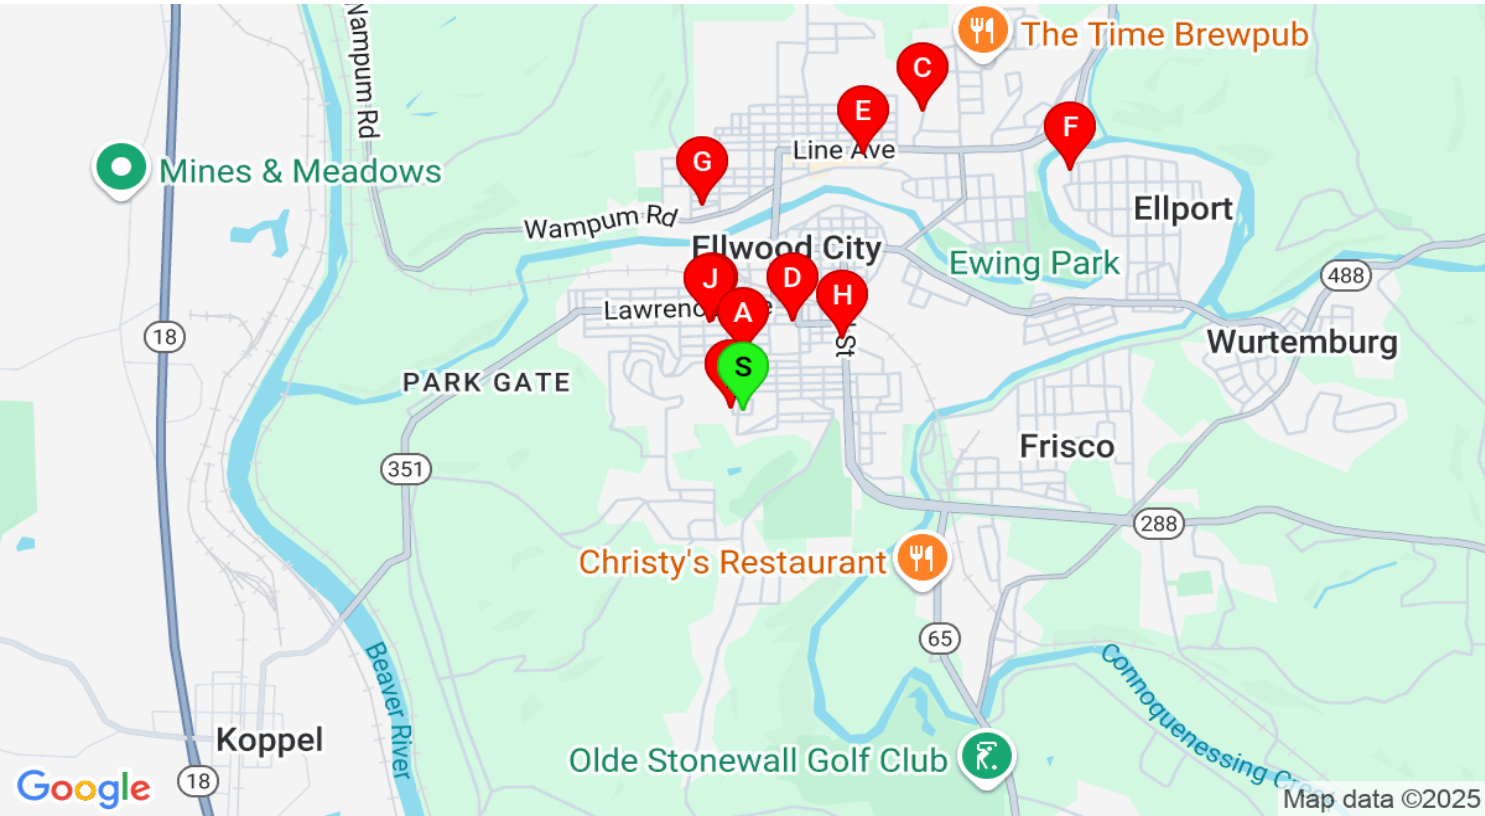 Wampum Rd
The Time Brewpub
C
E
F
Line Ave
G
Mines & Meadows
Ellport
Wampum Rd
Ellwood City
Ewing Park
488
J
D
H
Lawrence
A
18
St
Wurtemburg
S
PARK GATE
Frisco
351
288
Christy's Restaurant
65
Beaver River
Connoquenessing Creek
Koppel
Olde Stonewall Golf Club
18
Google
Map data ©2025